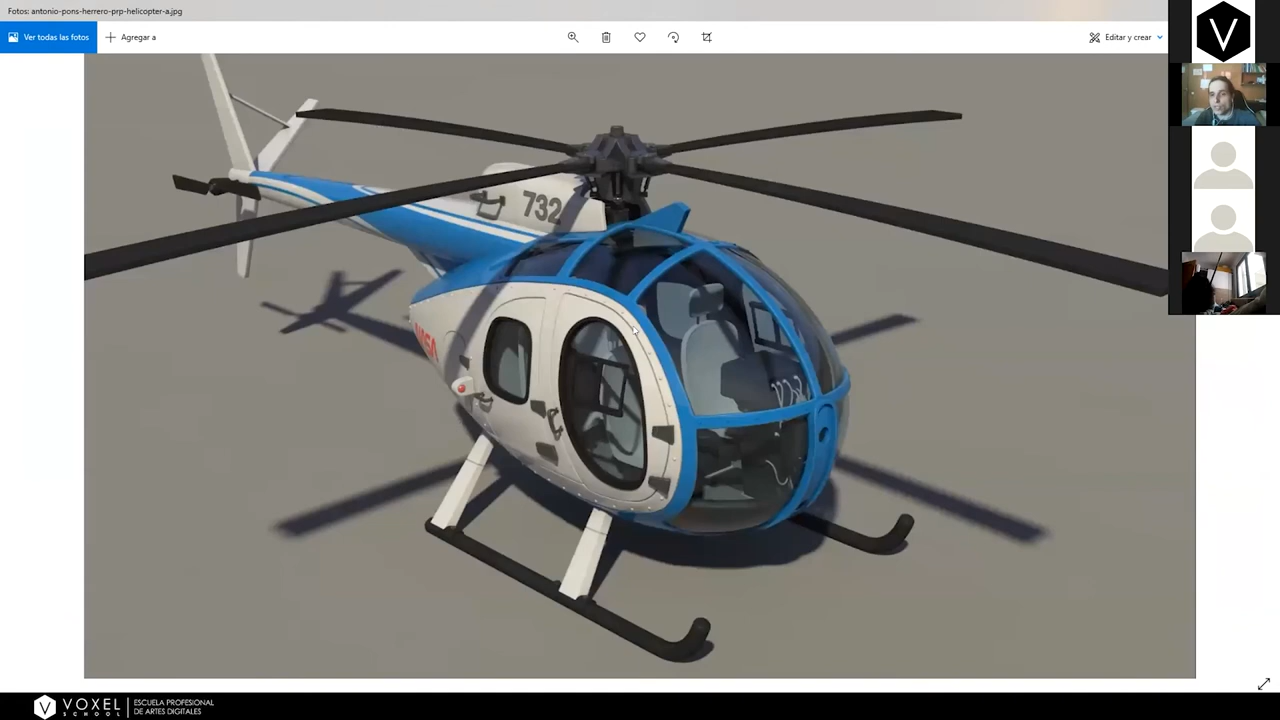 Fotos: antonio-pons-herrero-prp-helicopter-a.jpg
Ver todas las fotos
Agregar a
Editar y crear
732
NASA
VOXEL
SCHOOL
ESCUELA PROFESIONAL
DE ARTES DIGITALES